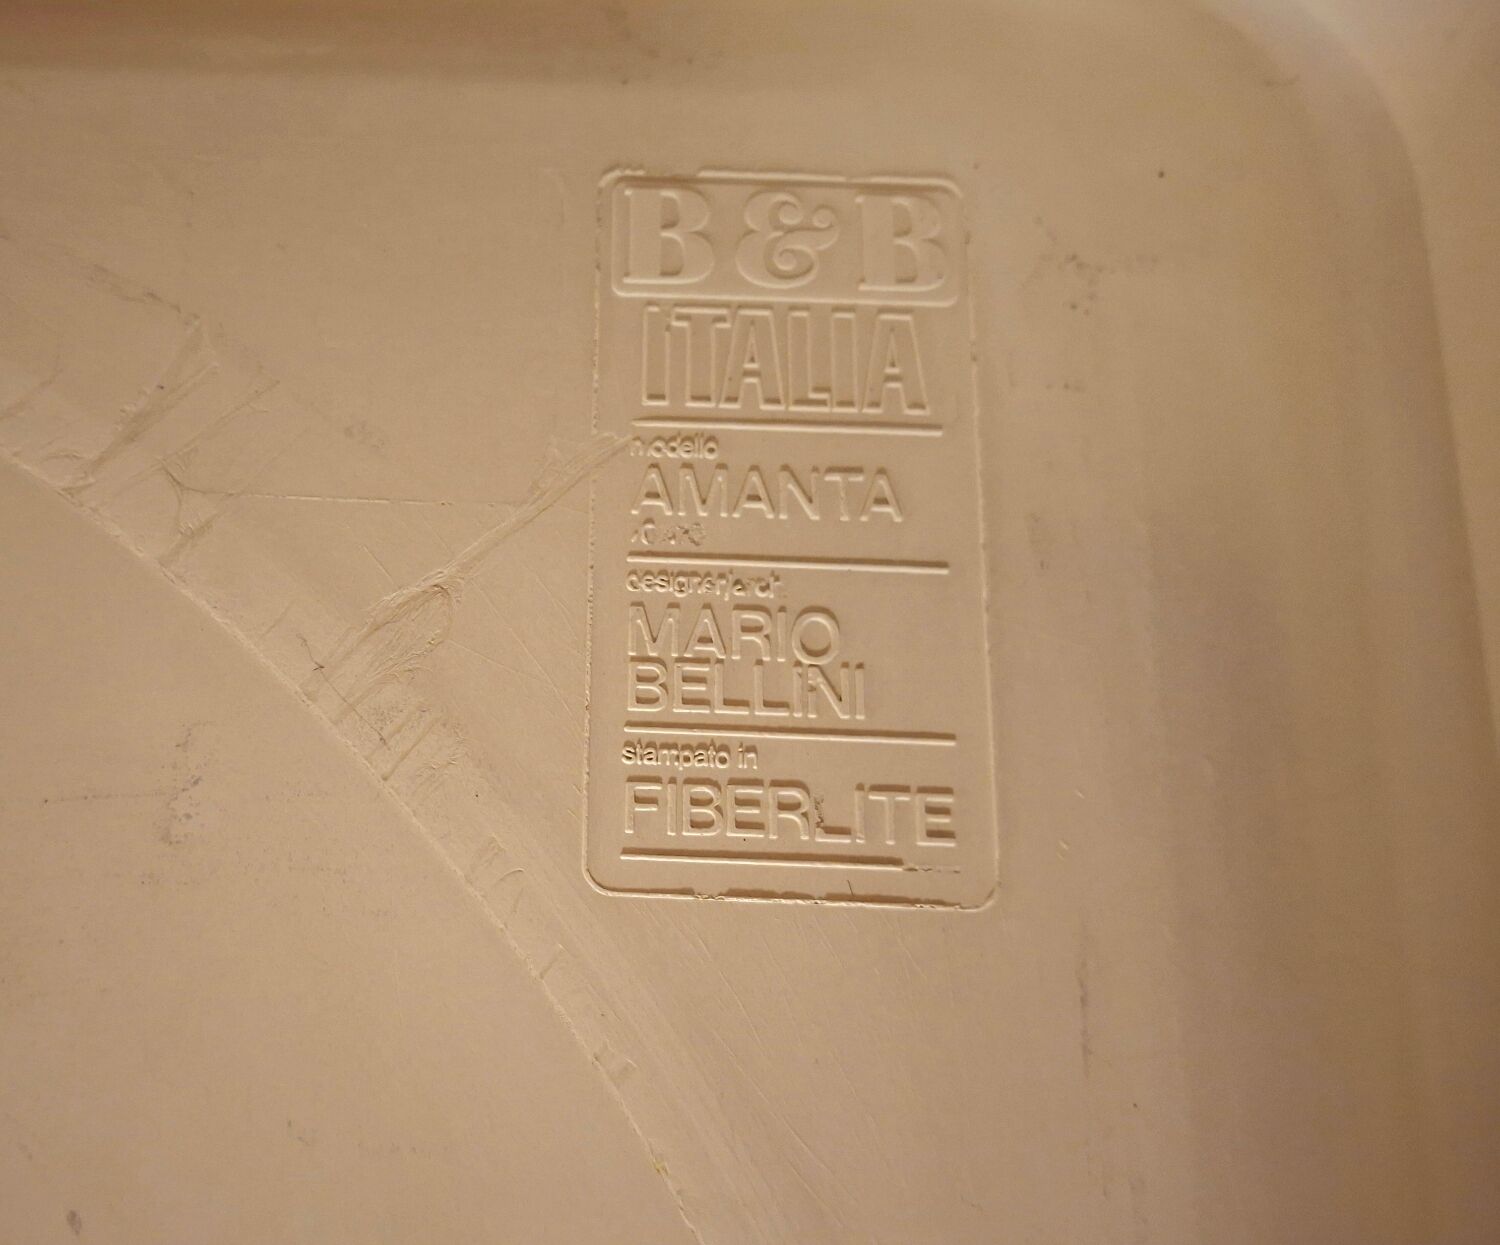 B&B
ITALIA
modello
AMANTA
designer/arch.
MARIO
BELLINI
stampato in
FIBERLITE